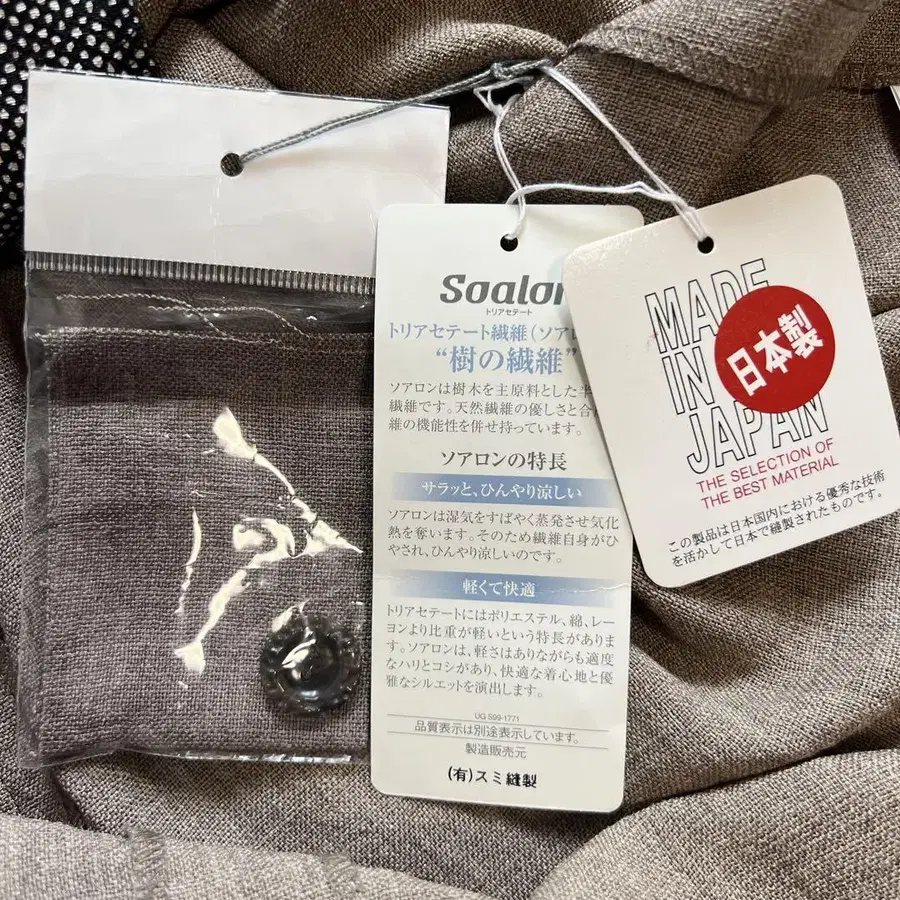 Soalon
トリアセテート
トリアセテート繊維(ソアロ
“樹の繊維”
ソアロンは樹木を主原料とした半
繊維です。天然繊維の優しさと合
維の機能性を併せ持っています。
ソアロンの特長
サラッと、ひんやり涼しい
ソアロンは湿気をすばやく蒸発させ気化
熱を奪います。そのため繊維自身がひ
やされ、ひんやり涼しいのです。
軽くて快適
トリアセテートにはポリエステル、綿、レー
ヨンより比重が軽いという特長がありま
す。ソアロンは、軽さはありながらも適度
なハリとコシがあり、快適な着心地と優
雅なシルエットを演出します。
UG S99-1771
品質表示は別途表示しています。
製造販売元
(有)スミ縫製
MADE
IN
JAPAN
日本製
THE SELECTION OF
THE BEST MATERIAL
この製品は日本国内における優秀な技術
を活かして日本で縫製されたものです。